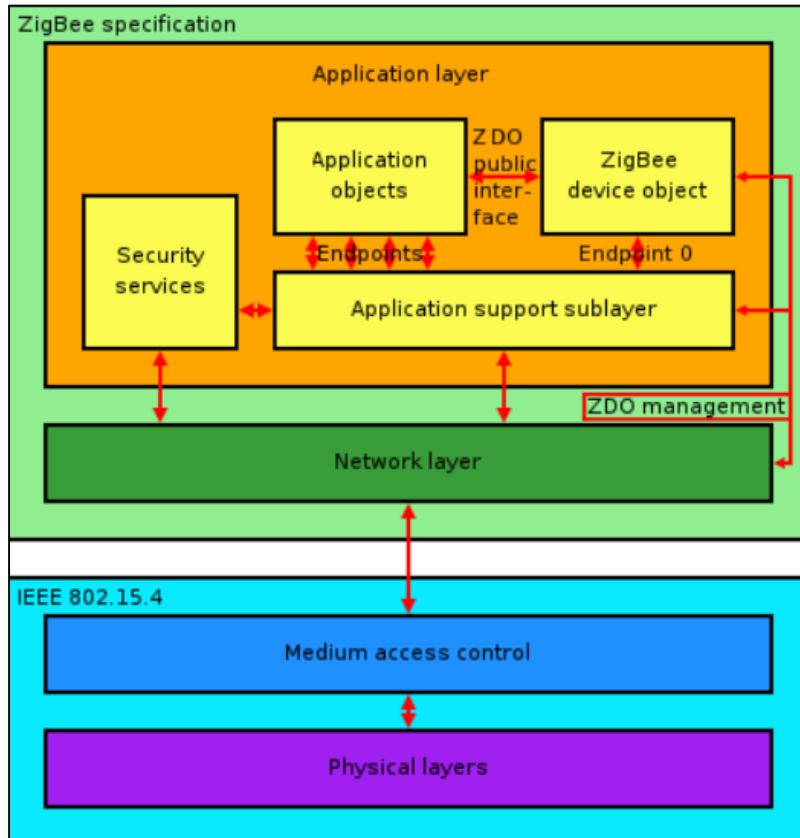 ZigBee specification
Application layer
Application
objects
ZDO
public
inter-
face
ZigBee
device object
Security
services
Endpoints
Endpoint 0
Application support sublayer
ZDO management
Network layer
IEEE 802.15.4
Medium access control
Physical layers